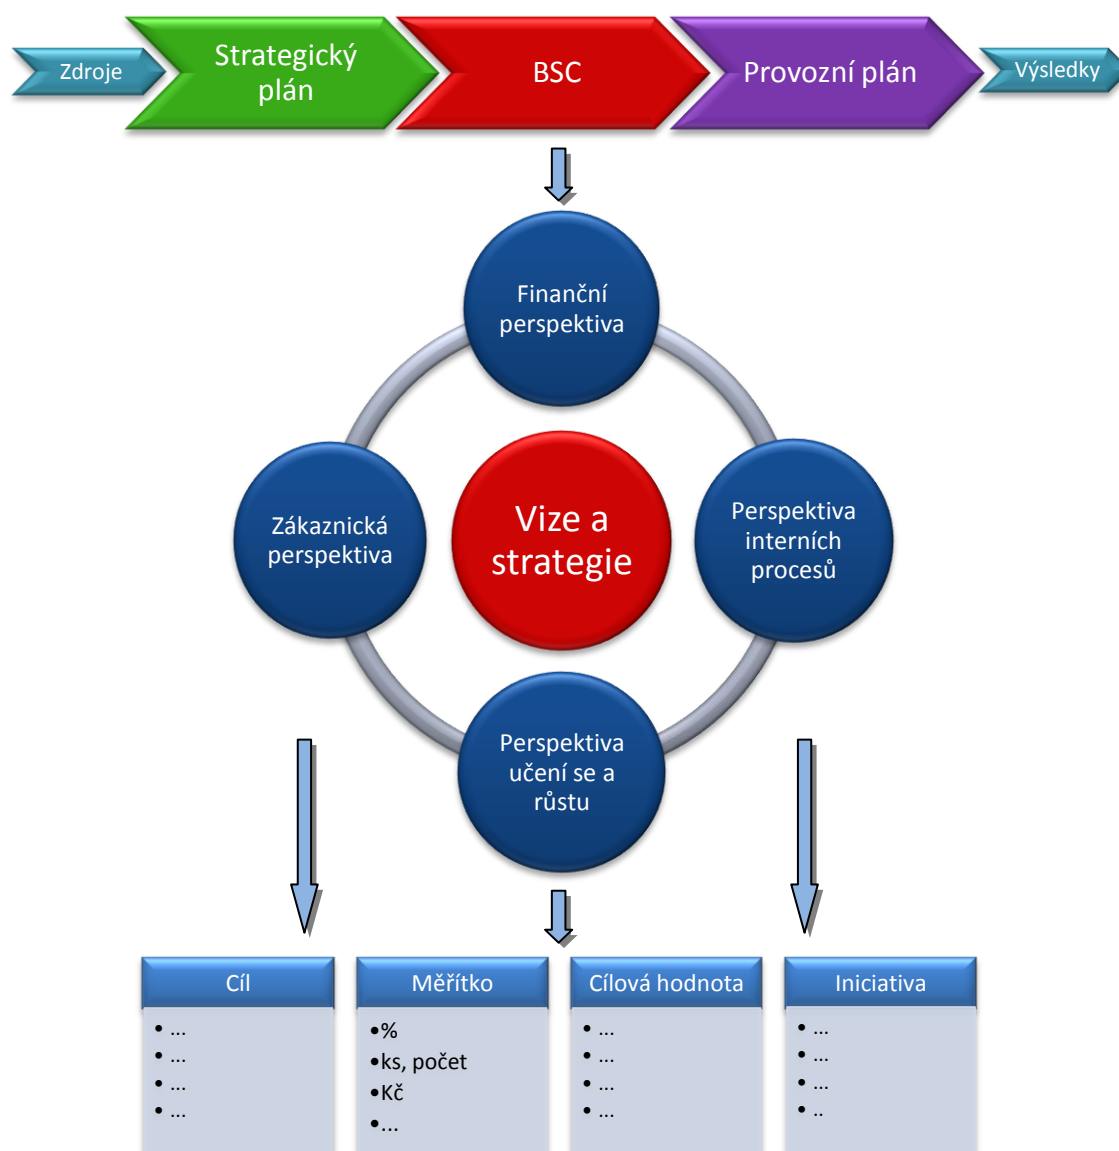 Zdroje
Strategický
plán
BSC
Provozní plán
Výsledky
Finanční
perspektiva
Zákaznická
perspektiva
Vize a
strategie
Perspektiva
interních
procesů
Perspektiva
učení se a
růstu
Cíl
• ...
• ...
• ...
• ...
Měřítko
•%
•ks, počet
•Kč
•...
Cílová hodnota
• ...
• ...
• ...
• ...
Iniciativa
• ...
• ...
• ...
• ..